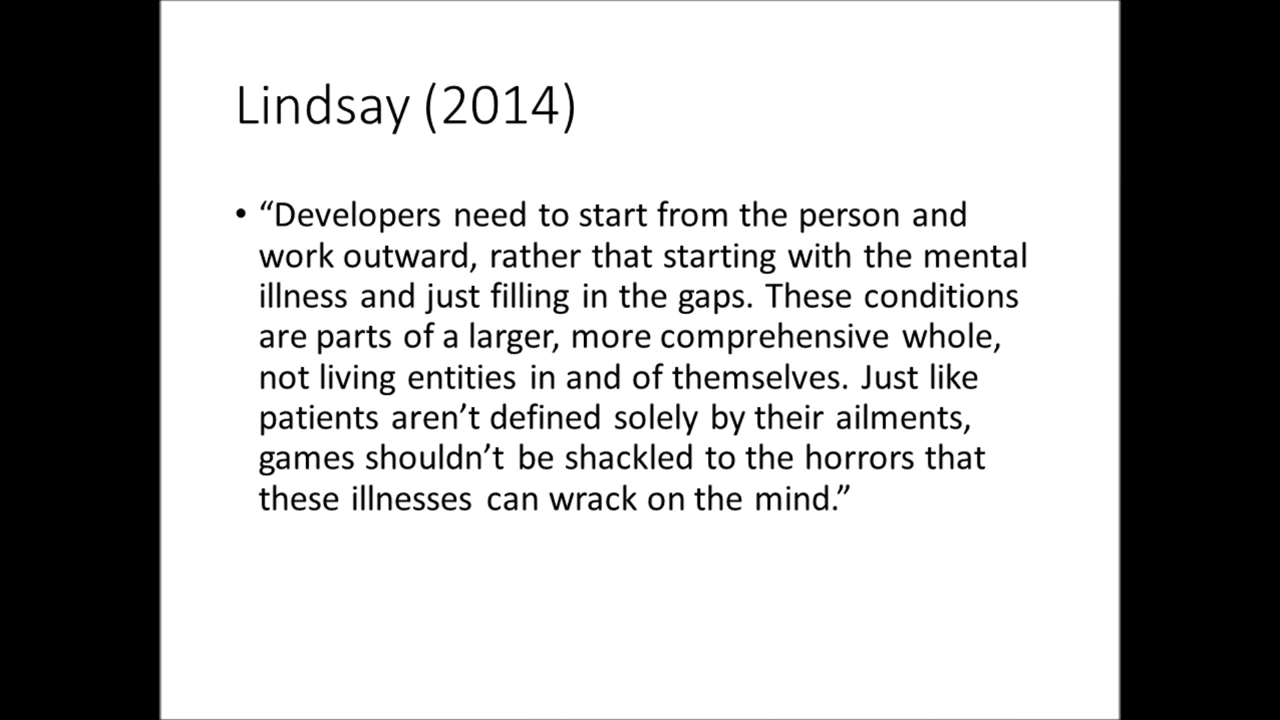 Lindsay (2014)
• “Developers need to start from the person and
work outward, rather that starting with the mental
illness and just filling in the gaps. These conditions
are parts of a larger, more comprehensive whole,
not living entities in and of themselves. Just like
patients aren’t defined solely by their ailments,
games shouldn’t be shackled to the horrors that
these illnesses can wrack on the mind.”